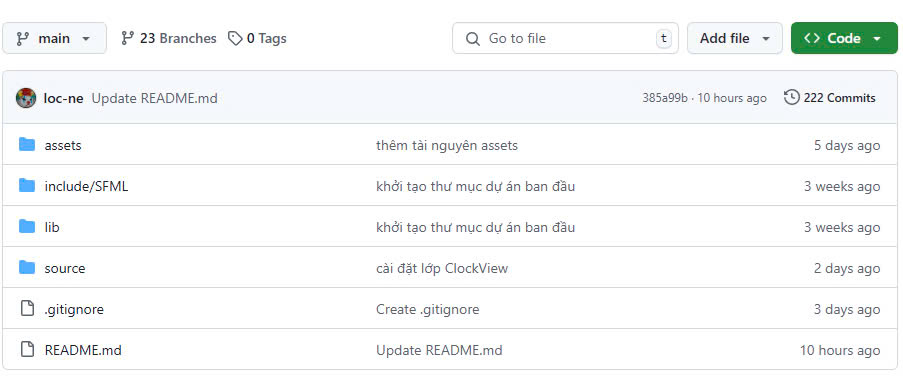 main 23 Branches 0 Tags Go to file t Add file Code
loc-ne Update README.md 385a99b · 10 hours ago 222 Commits
assets thêm tài nguyên assets 5 days ago
include/SFML khởi tạo thư mục dự án ban đầu 3 weeks ago
lib khởi tạo thư mục dự án ban đầu 3 weeks ago
source cài đặt lớp ClockView 2 days ago
.gitignore Create .gitignore 3 days ago
README.md Update README.md 10 hours ago